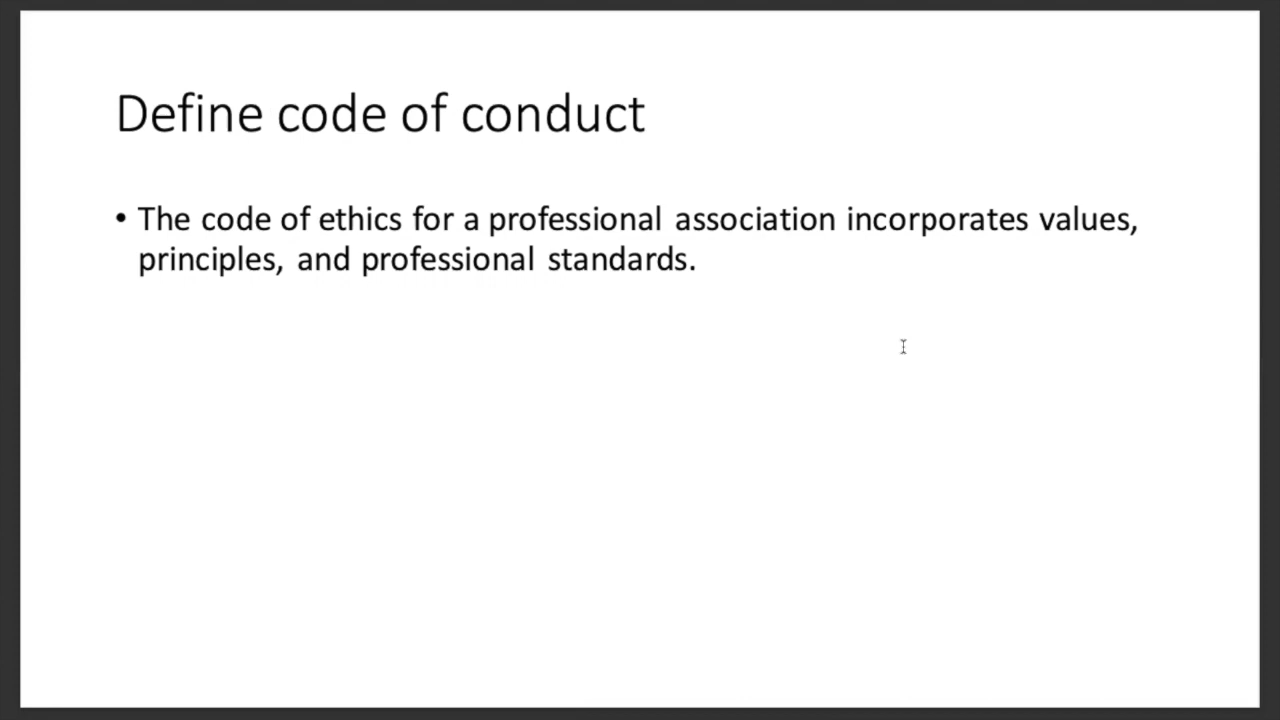 Define code of conduct
• The code of ethics for a professional association incorporates values,
principles, and professional standards.